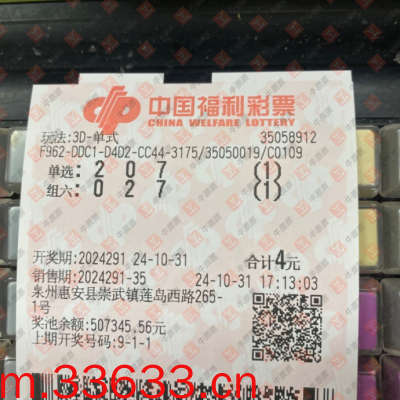 中国福利彩票
CHINA WELFARE LOTTERY
玩法:3D-单式 35058912
F962-DDC1-D4D2-CC44-3175/35050019/C0109
单选: 2 0 7 (1)
组六: 0 2 7 (1)
开奖期:2024291 24-10-31 合计4元
销售期:2024291-35 24-10-31 17:13:03
泉州惠安县崇武镇莲岛西路265-
1号
奖池余额:507345.56元
上期开奖号码:9-1-1
m.33633.cn